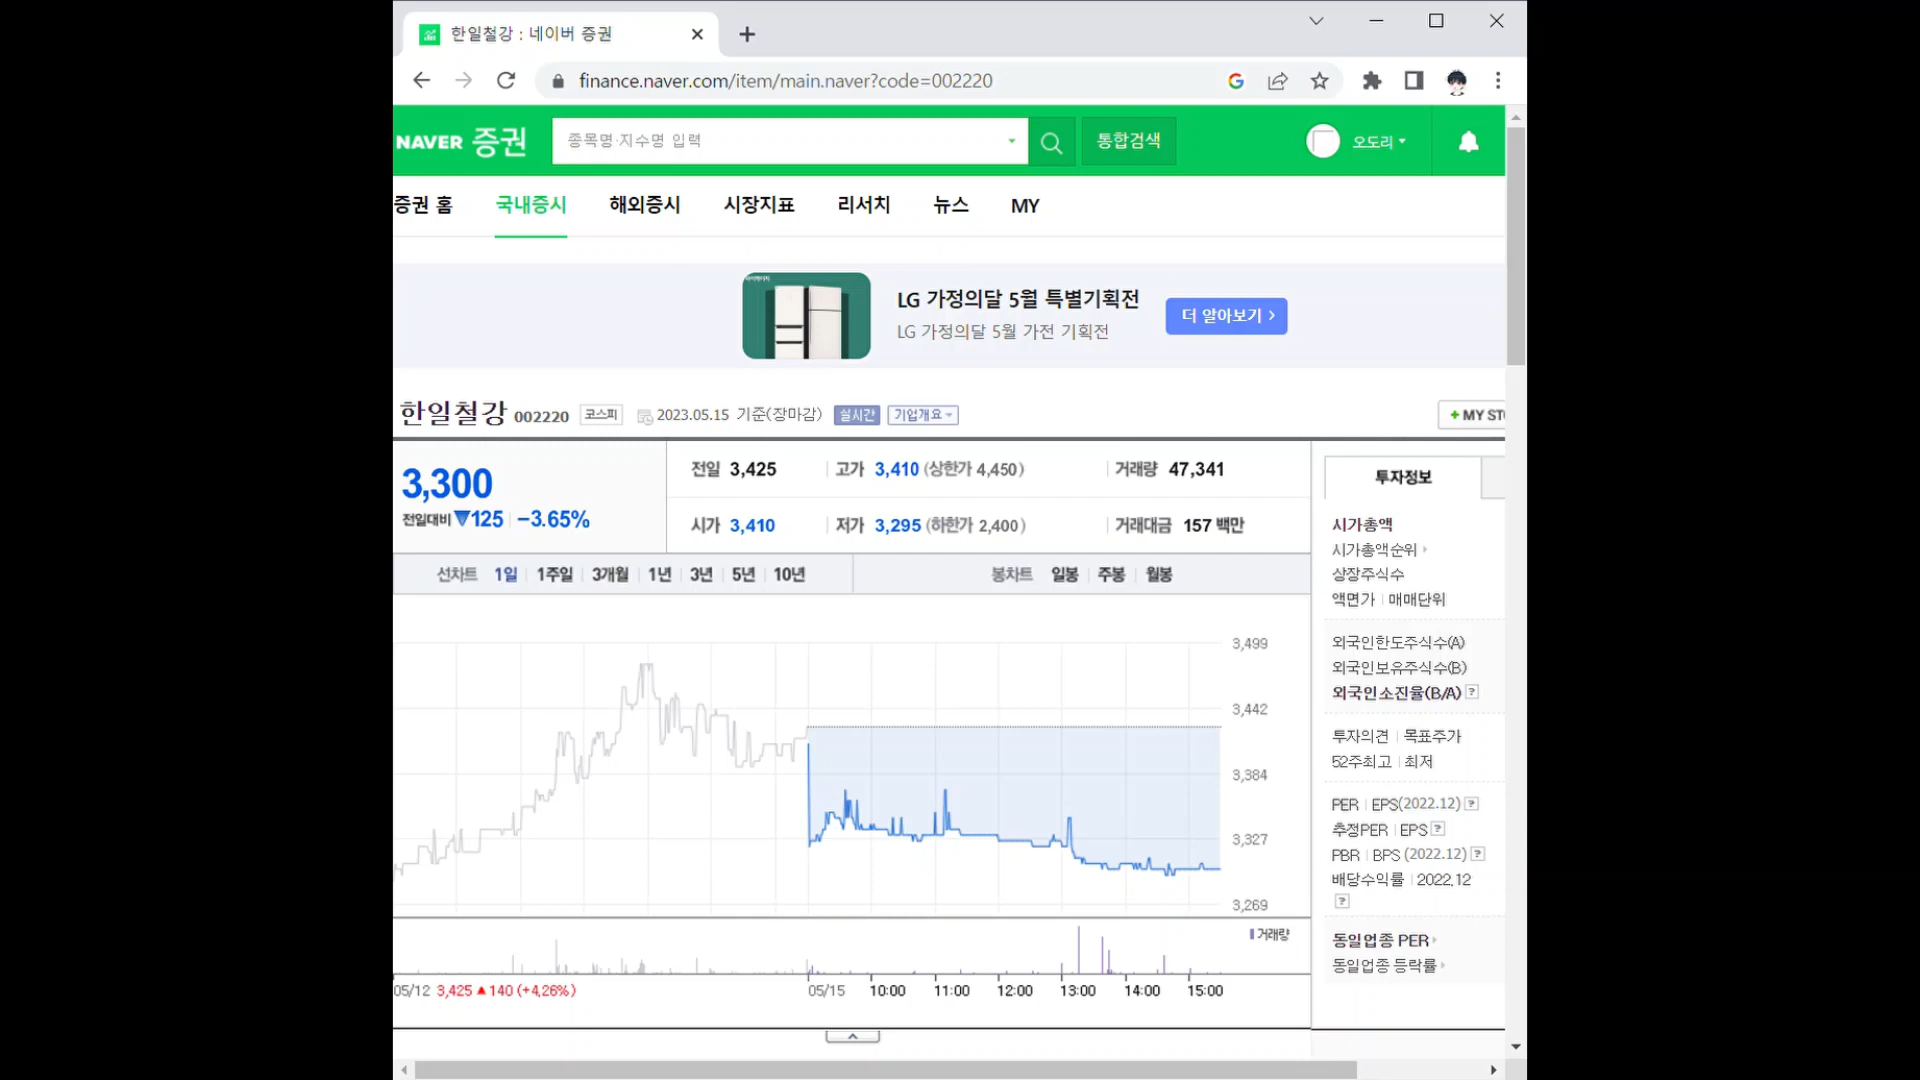 한일철강 : 네이버 증권
finance.naver.com/item/main.naver?code=002220
NAVER 증권
종목명·지수명 입력
통합검색
오도리
증권 홈 국내증시 해외증시 시장지표 리서치 뉴스 MY
LG 가정의달 5월 특별기획전
LG 가정의달 5월 가전 기획전
더 알아보기 >
한일철강 002220 코스피 2023.05.15 기준(장마감) 실시간 기업개요
+ MY STO
3,300
전일대비 ▼125 -3.65%
전일 3,425 고가 3,410 (상한가 4,450) 거래량 47,341
시가 3,410 저가 3,295 (하한가 2,400) 거래대금 157 백만
선차트 1일 1주일 3개월 1년 3년 5년 10년
봉차트 일봉 주봉 월봉
3,499
3,442
3,384
3,327
3,269
거래량
05/12 3,425 ▲ 140 (+4,26%)
05/15 10:00 11:00 12:00 13:00 14:00 15:00
투자정보
시가총액
시가총액순위
상장주식수
액면가 매매단위
외국인한도주식수(A)
외국인보유주식수(B)
외국인소진율(B/A) ?
투자의견 목표주가
52주최고 최저
PER EPS(2022.12) ?
추정PER EPS ?
PBR BPS (2022.12) ?
배당수익률 2022.12
?
동일업종 PER
동일업종 등락률